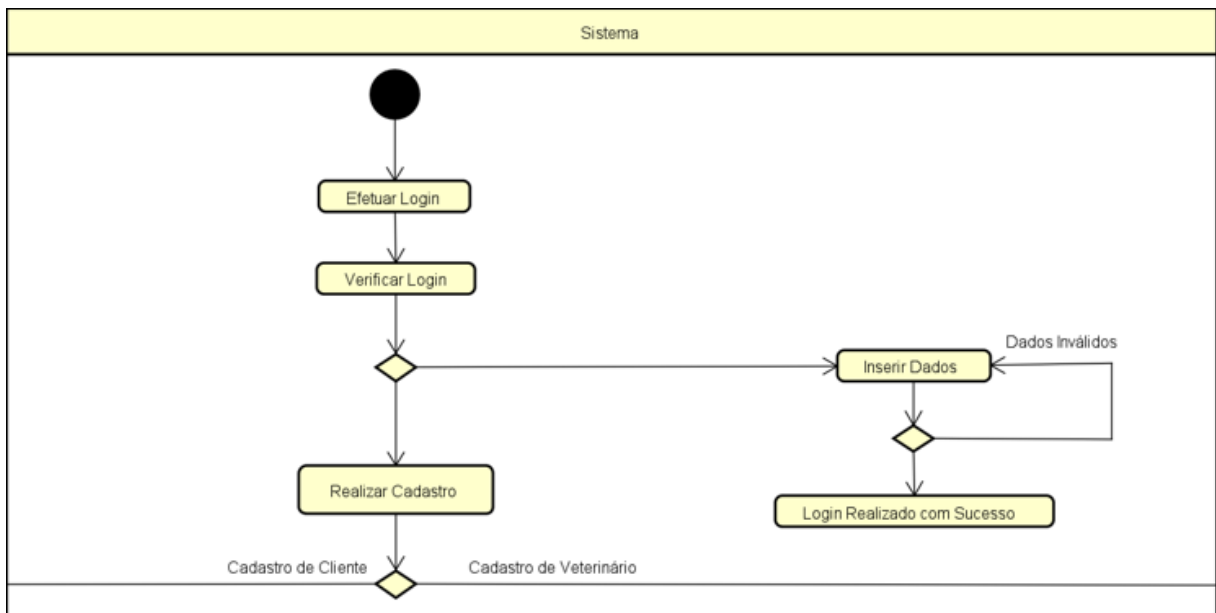 Sistema
Efetuar Login
Verificar Login
Dados Inválidos
Inserir Dados
Realizar Cadastro
Login Realizado com Sucesso
Cadastro de Cliente
Cadastro de Veterinário